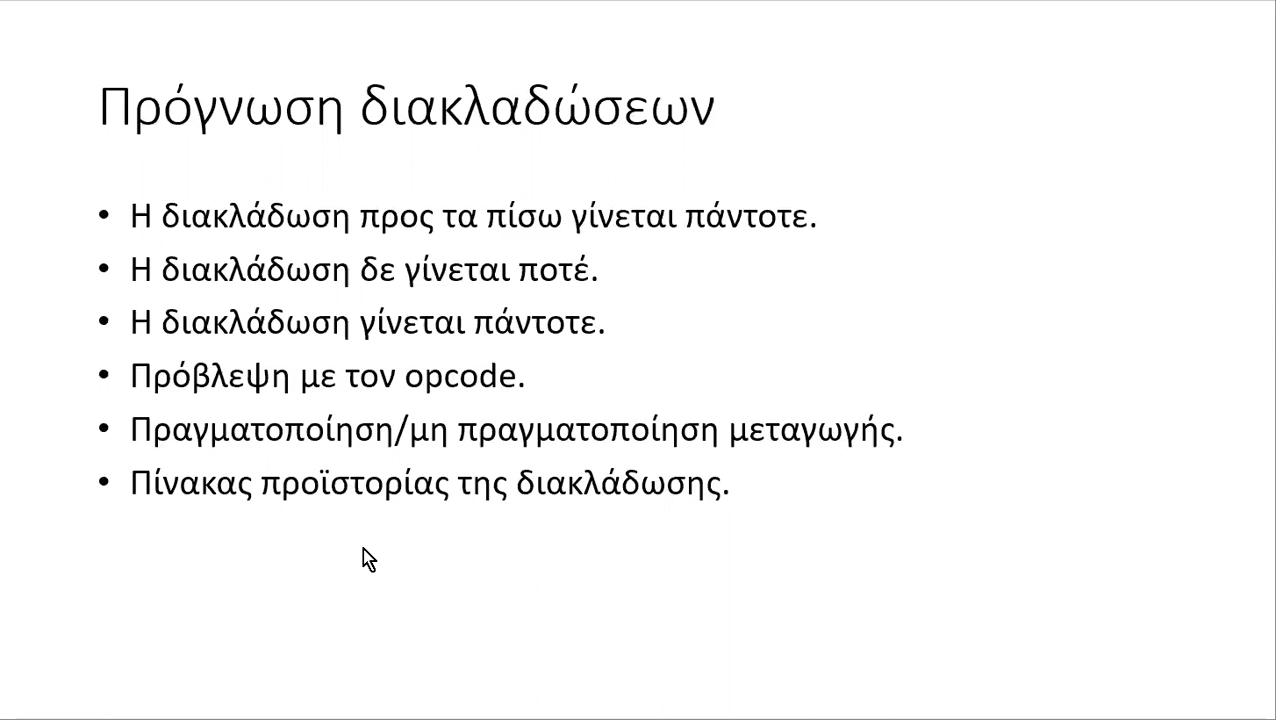 Πρόγνωση διακλαδώσεων
• Η διακλάδωση προς τα πίσω γίνεται πάντοτε.
• Η διακλάδωση δε γίνεται ποτέ.
• Η διακλάδωση γίνεται πάντοτε.
• Πρόβλεψη με τον opcode.
• Πραγματοποίηση/μη πραγματοποίηση μεταγωγής.
• Πίνακας προϊστορίας της διακλάδωσης.